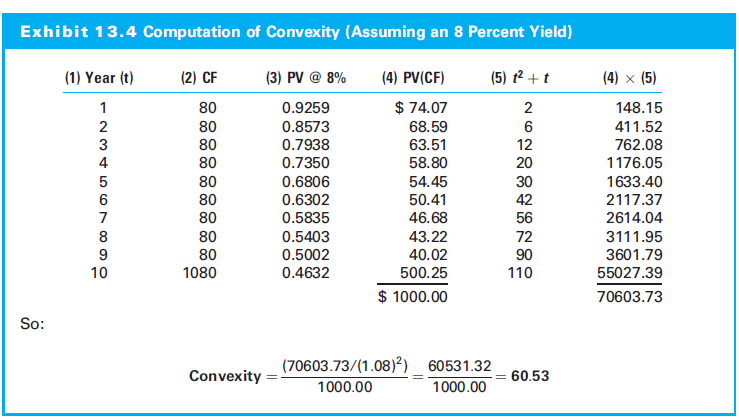 Exhibit 13.4 Computation of Convexity (Assuming an 8 Percent Yield)
(1) Year (t) (2) CF (3) PV @ 8% (4) PV(CF) (5) t² + t (4) × (5)
1 80 0.9259 $ 74.07 2 148.15
2 80 0.8573 68.59 6 411.52
3 80 0.7938 63.51 12 762.08
4 80 0.7350 58.80 20 1176.05
5 80 0.6806 54.45 30 1633.40
6 80 0.6302 50.41 42 2117.37
7 80 0.5835 46.68 56 2614.04
8 80 0.5403 43.22 72 3111.95
9 80 0.5002 40.02 90 3601.79
10 1080 0.4632 500.25 110 55027.39
$ 1000.00 70603.73
So:
Convexity = (70603.73/(1.08)²) / 1000.00 = 60531.32 / 1000.00 = 60.53